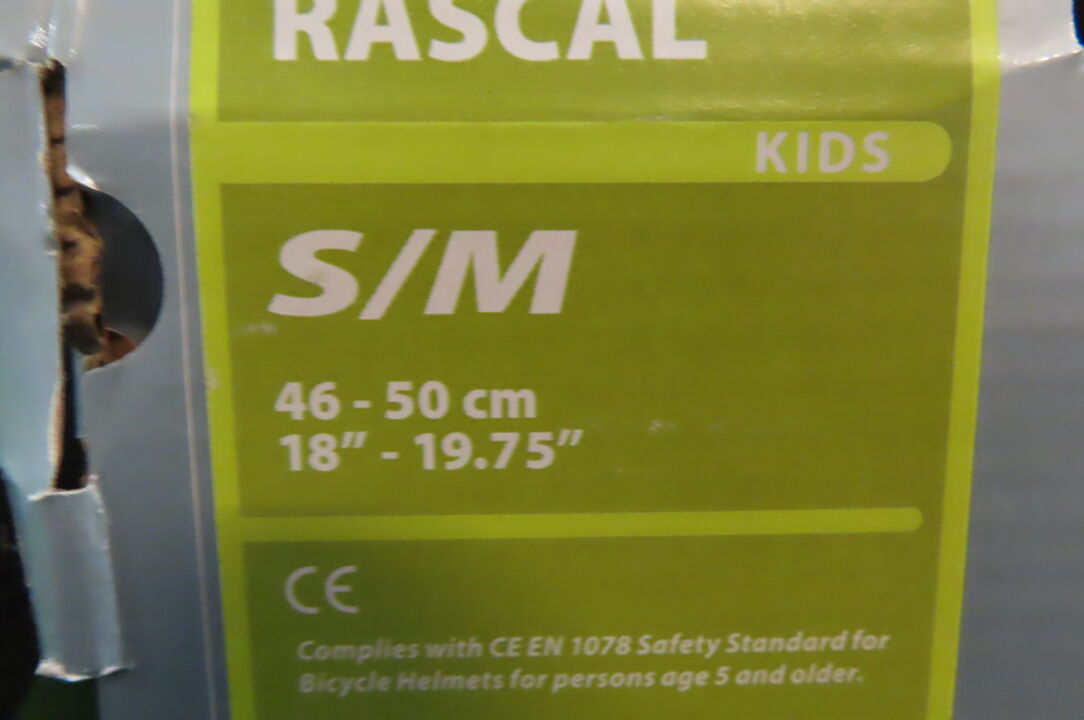 RASCAL
KIDS
S/M
46 - 50 cm
18” - 19.75”
CE
Complies with CE EN 1078 Safety Standard for
Bicycle Helmets for persons age 5 and older.